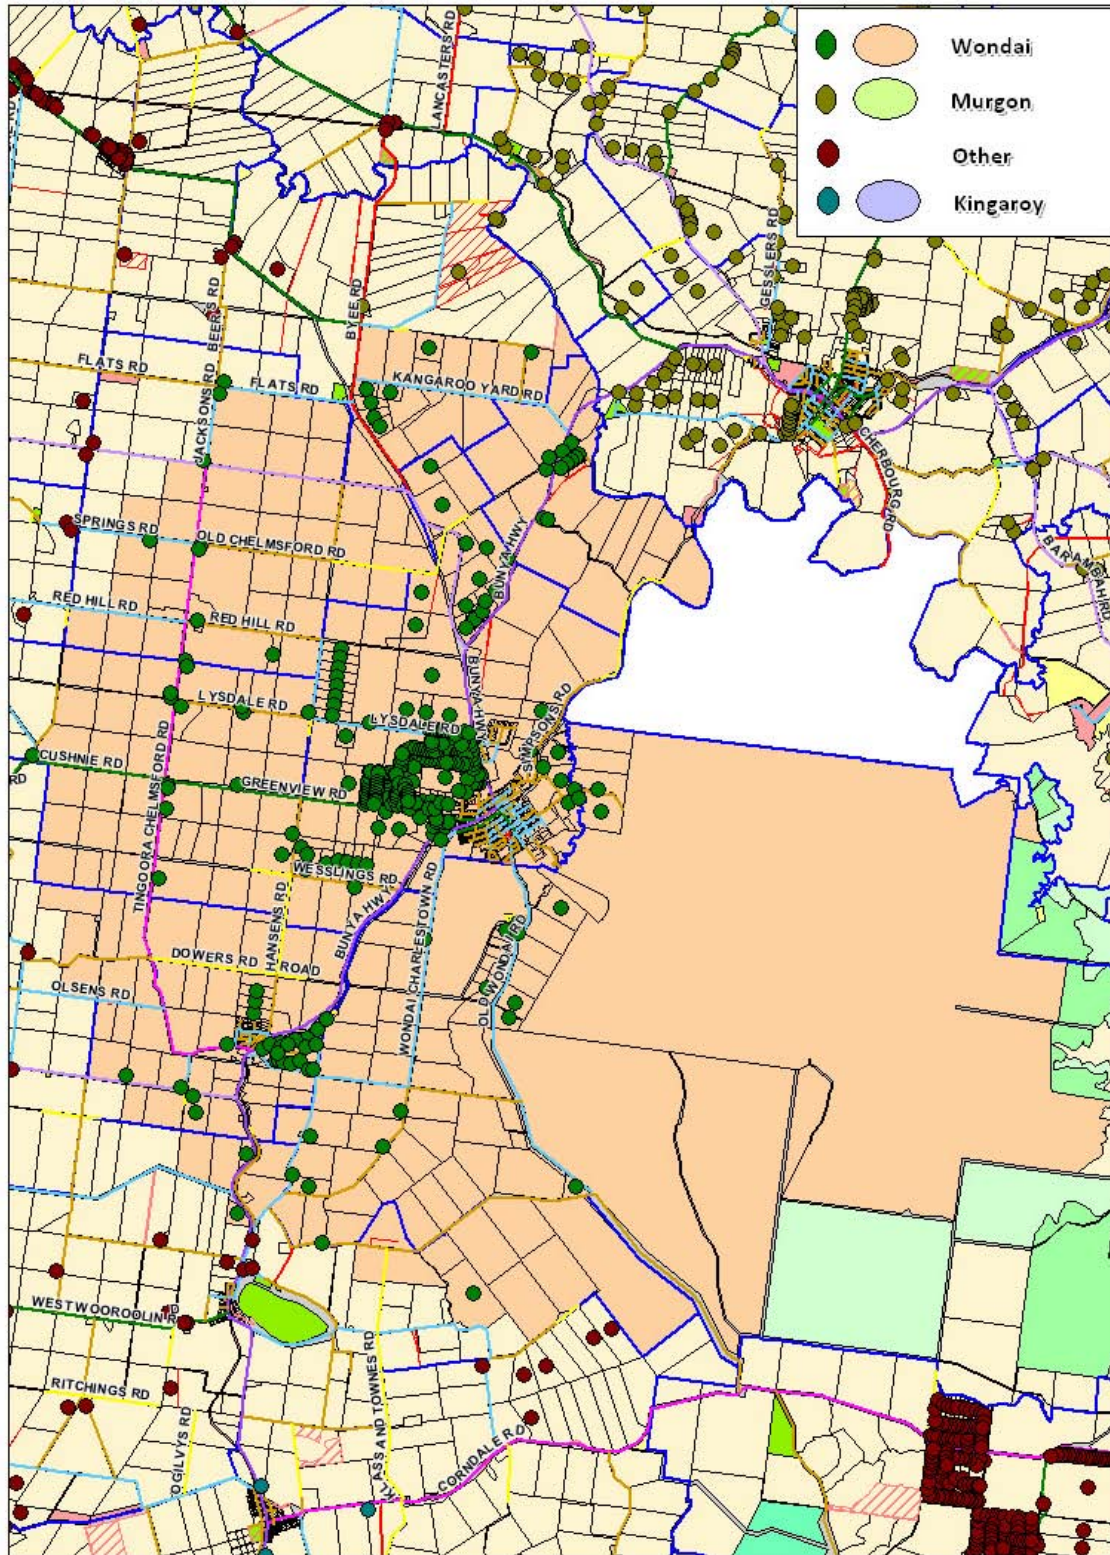 Wondai
Murgon
Other
Kingaroy
LANCASTERS RD
GESSLERS RD
BYEE RD
BEERS RD
FLATS RD
FLATS RD
KANGAROO YARD RD
JACKSONS RD
CHERBOURG RD
SPRINGS RD
OLD CHELMSFORD RD
BUNYA HWY
BARAMBAH RD
RED HILL RD
RED HILL RD
BUNYA HWY
LYSDALE RD
LYSDALE RD
SIMPSONS RD
CUSHNIE RD
RD
GREENVIEW RD
TINGOORA CHELMSFORD RD
WESSLINGS RD
HANSENS RD
BUNYA HWY
WONDAI CHARLESTOWN RD
OLD WONDAI RD
DOWERS RD
ROAD
OLSENS RD
WEST WOOROOLIN R
RD
RITCHINGS RD
OGILVYS RD
ASS AND TOWNES RD
CORNDALE RD